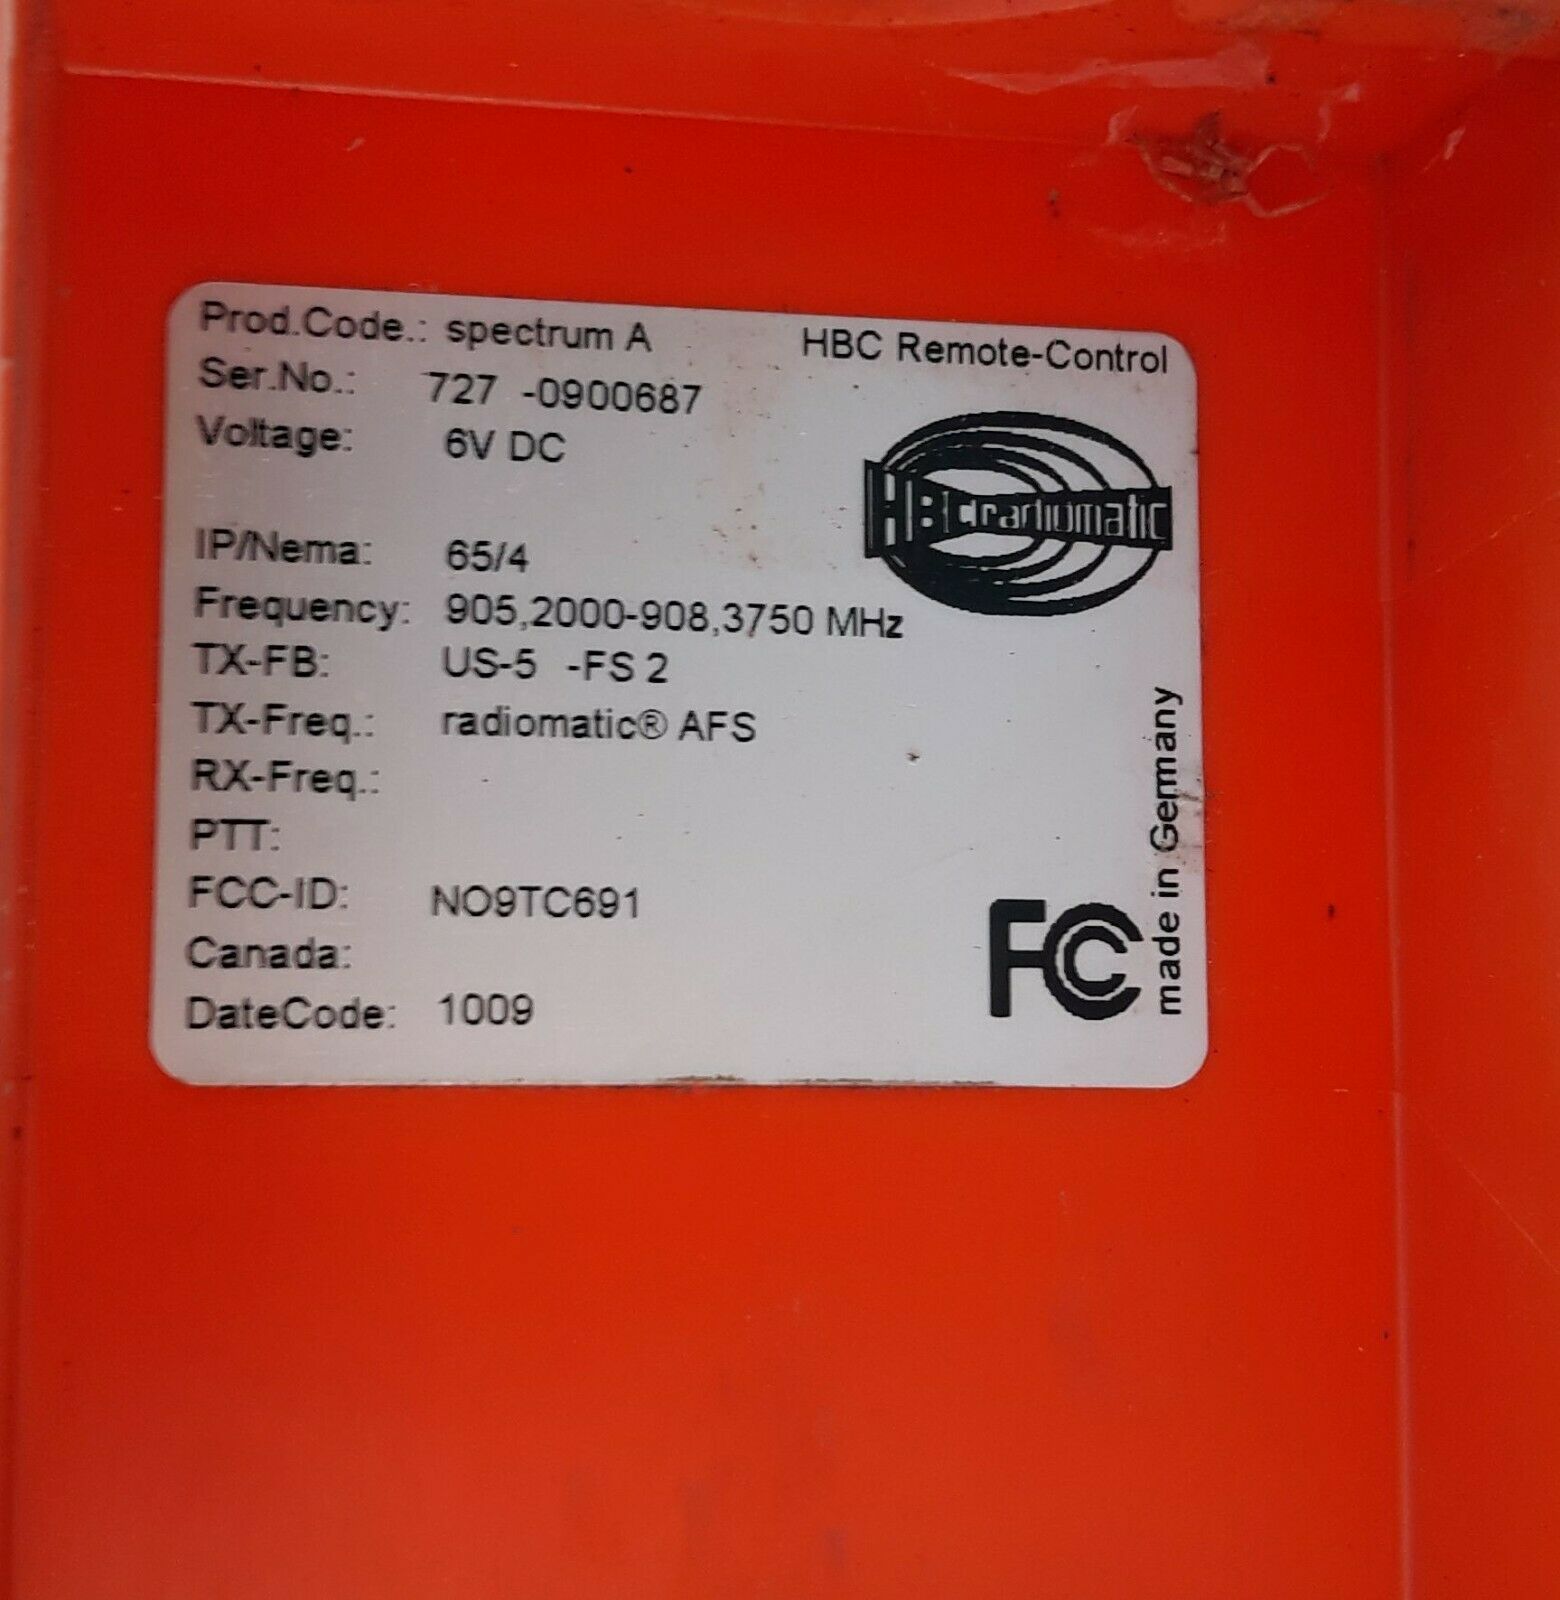 Prod.Code.: spectrum A HBC Remote-Control
Ser.No.: 727 -0900687
Voltage: 6V DC
HBC radiomatic
IP/Nema: 65/4
Frequency: 905,2000-908,3750 MHz
TX-FB: US-5 -FS 2
TX-Freq.: radiomatic® AFS
RX-Freq.:
PTT:
FCC-ID: NO9TC691
Canada:
DateCode: 1009
FC
made in Germany